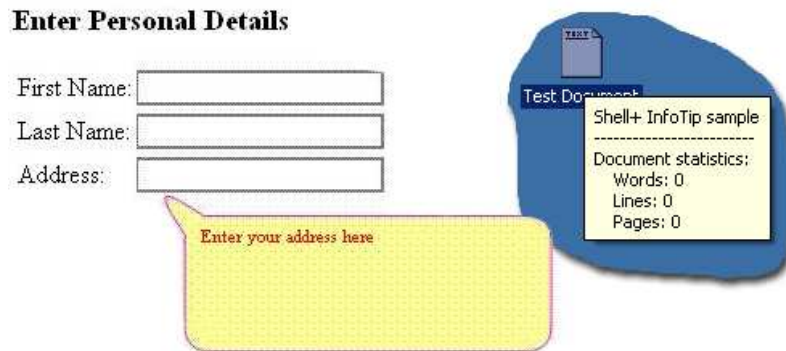 Enter Personal Details
First Name:
Last Name:
Address:
Enter your address here
TEXT
Test Document
Shell+ InfoTip sample
--------------------------
Document statistics:
Words: 0
Lines: 0
Pages: 0